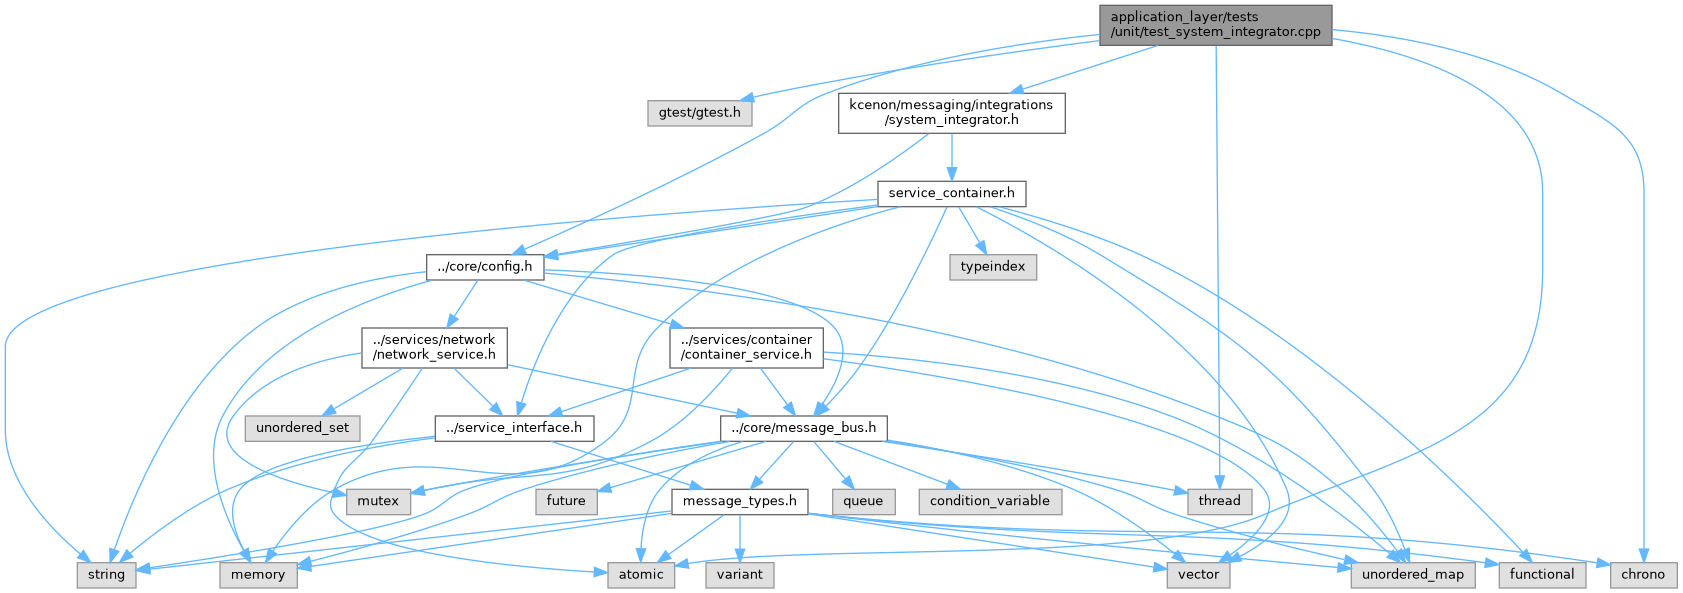 application_layer/tests
/unit/test_system_integrator.cpp
gtest/gtest.h
kcenon/messaging/integrations
/system_integrator.h
service_container.h
../core/config.h
typeindex
../services/network
/network_service.h
../services/container
/container_service.h
unordered_set
../service_interface.h
../core/message_bus.h
mutex
future
message_types.h
queue
condition_variable
thread
string
memory
atomic
variant
vector
unordered_map
functional
chrono